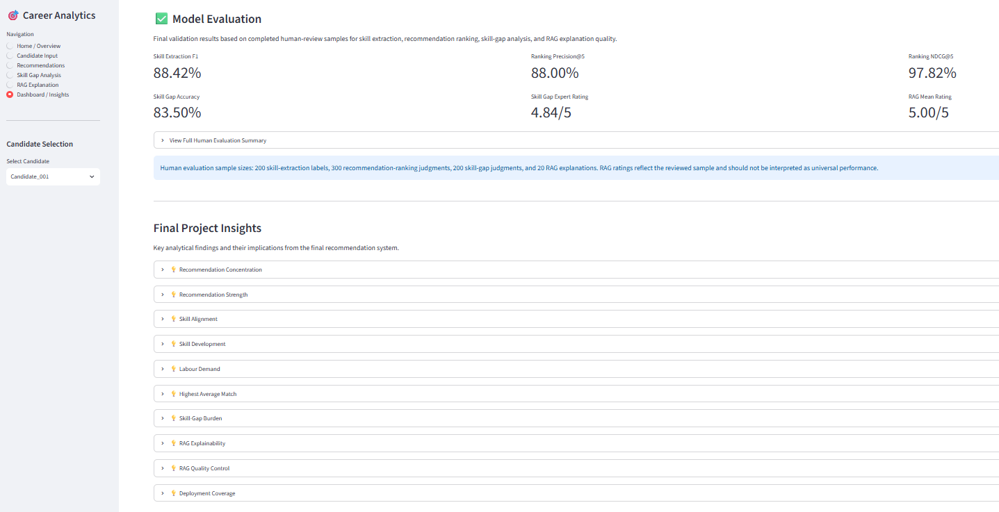 Career Analytics
Navigation
Home / Overview
Candidate Input
Recommendations
Skill Gap Analysis
RAG Explanation
Dashboard / Insights
Candidate Selection
Select Candidate
Candidate_001
Model Evaluation
Final validation results based on completed human-review samples for skill extraction, recommendation ranking, skill-gap analysis, and RAG explanation quality.
Skill Extraction F1
Ranking Precision@5
Ranking NDCG@5
88.42%
88.00%
97.82%
Skill Gap Accuracy
Skill Gap Expert Rating
RAG Mean Rating
83.50%
4.84/5
5.00/5
View Full Human Evaluation Summary
Human evaluation sample sizes: 200 skill-extraction labels, 300 recommendation-ranking judgments, 200 skill-gap judgments, and 20 RAG explanations. RAG ratings reflect the reviewed sample and should not be interpreted as universal performance.
Final Project Insights
Key analytical findings and their implications from the final recommendation system.
Recommendation Concentration
Recommendation Strength
Skill Alignment
Skill Development
Labour Demand
Highest Average Match
Skill-Gap Burden
RAG Explainability
RAG Quality Control
Deployment Coverage